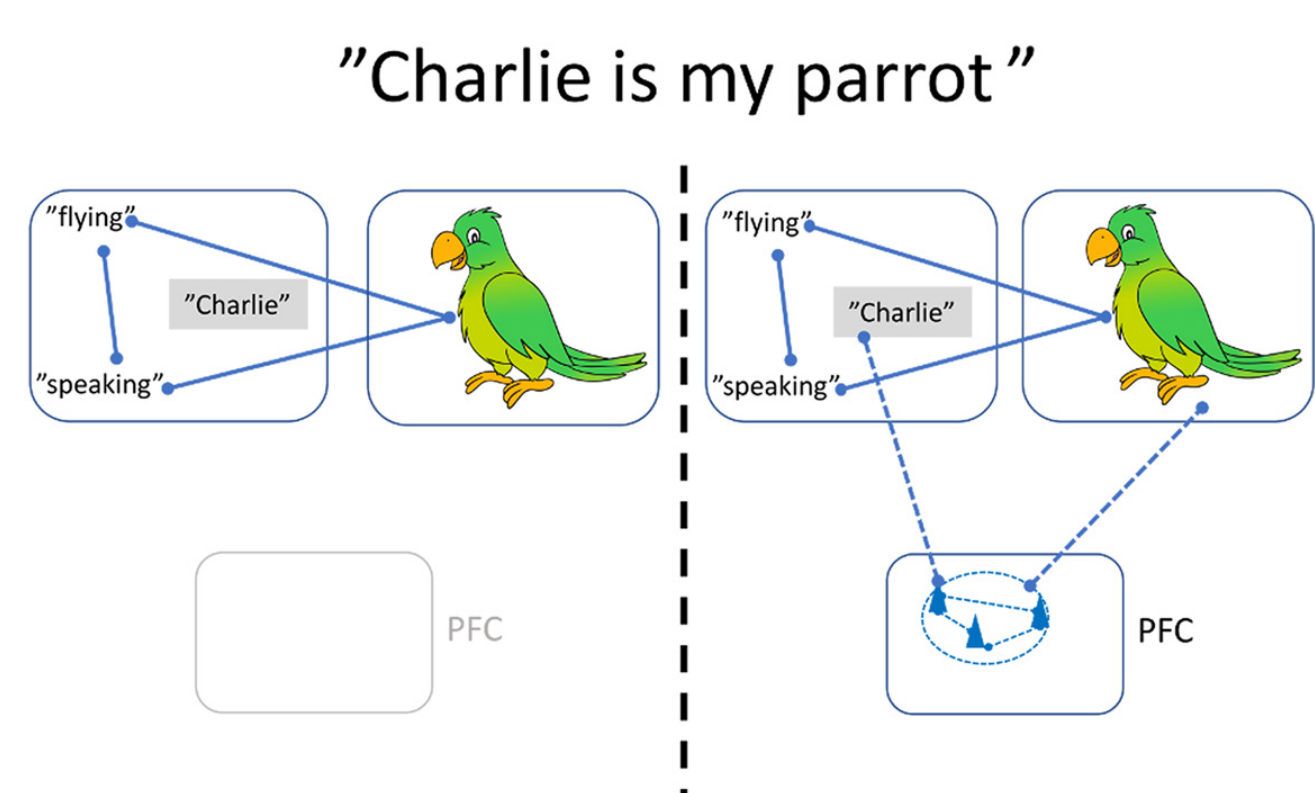 ”Charlie is my parrot”
”flying”
”Charlie”
”speaking”
PFC
”flying”
”Charlie”
”speaking”
PFC